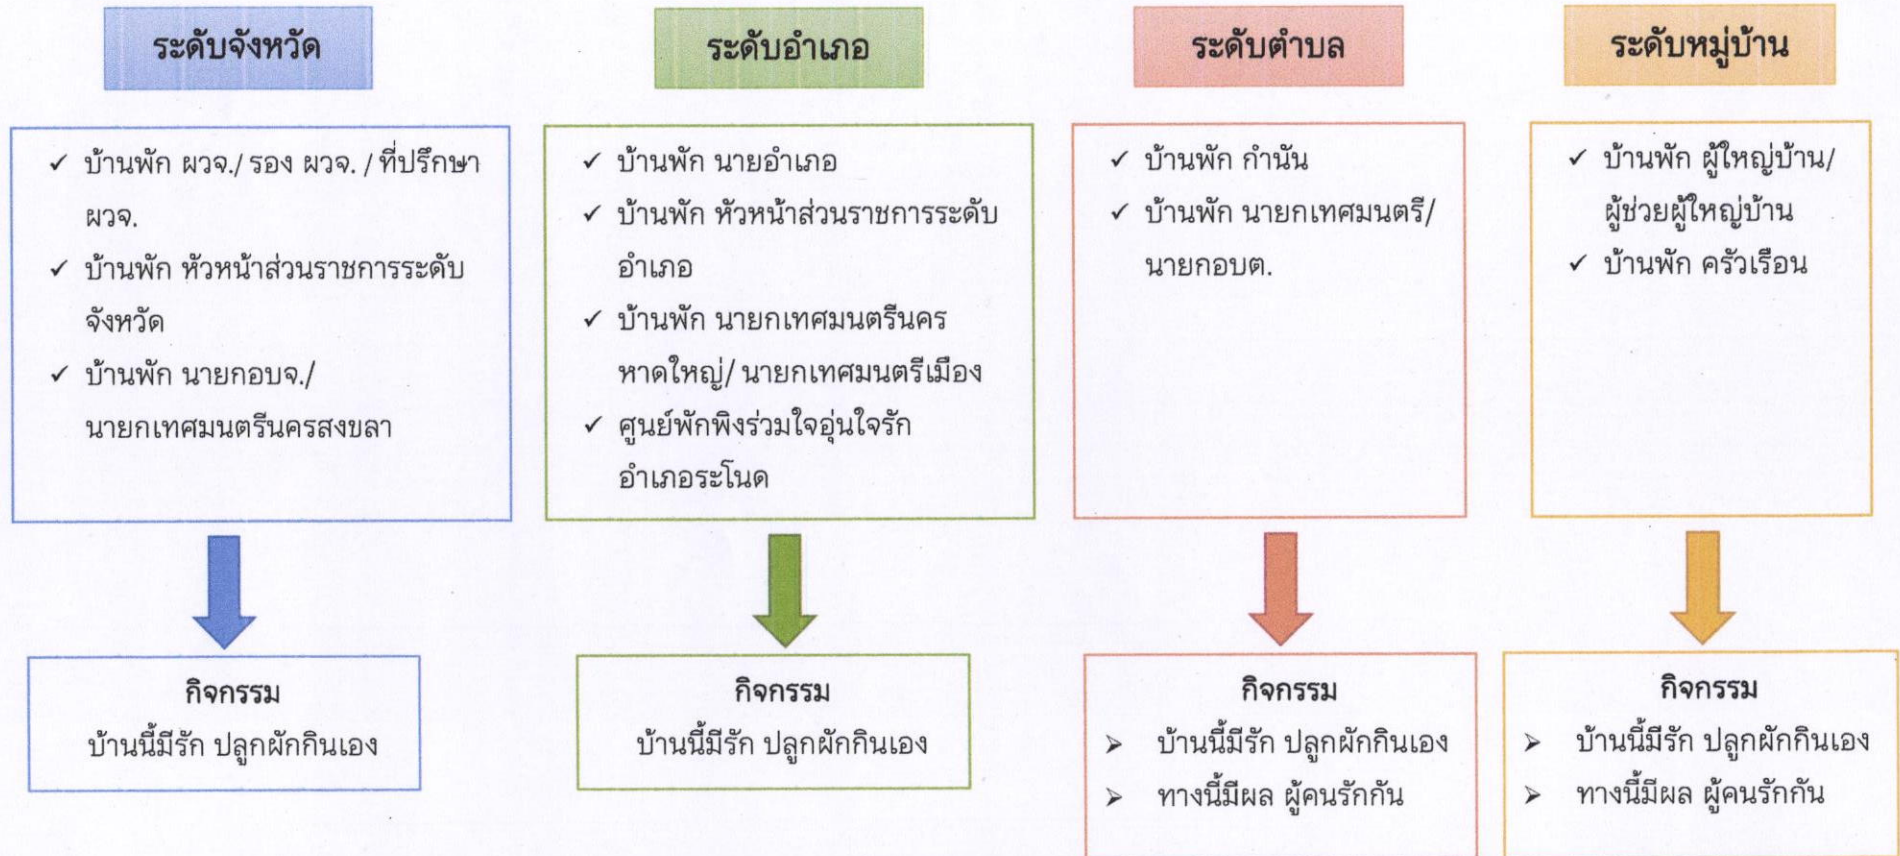 ระดับจังหวัด
✓ บ้านพัก ผวจ./ รอง ผวจ. / ที่ปรึกษา
ผวจ.
✓ บ้านพัก หัวหน้าส่วนราชการระดับ
จังหวัด
✓ บ้านพัก นายกอบจ./
นายกเทศมนตรีนครสงขลา
กิจกรรม
บ้านนี้มีรัก ปลูกผักกินเอง
ระดับอำเภอ
✓ บ้านพัก นายอำเภอ
✓ บ้านพัก หัวหน้าส่วนราชการระดับ
อำเภอ
✓ บ้านพัก นายกเทศมนตรีนคร
หาดใหญ่/ นายกเทศมนตรีเมือง
✓ ศูนย์พักพิงร่วมใจอุ่นใจรัก
อำเภอระโนด
กิจกรรม
บ้านนี้มีรัก ปลูกผักกินเอง
ระดับตำบล
✓ บ้านพัก กำนัน
✓ บ้านพัก นายกเทศมนตรี/
นายกอบต.
กิจกรรม
➢ บ้านนี้มีรัก ปลูกผักกินเอง
➢ ทางนี้มีผล ผู้คนรักกัน
ระดับหมู่บ้าน
✓ บ้านพัก ผู้ใหญ่บ้าน/
ผู้ช่วยผู้ใหญ่บ้าน
✓ บ้านพัก ครัวเรือน
กิจกรรม
➢ บ้านนี้มีรัก ปลูกผักกินเอง
➢ ทางนี้มีผล ผู้คนรักกัน